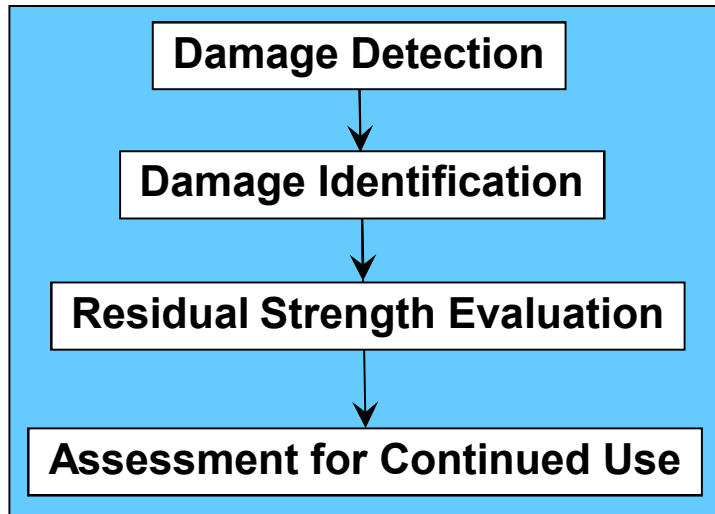 Damage Detection
Damage Identification
Residual Strength Evaluation
Assessment for Continued Use